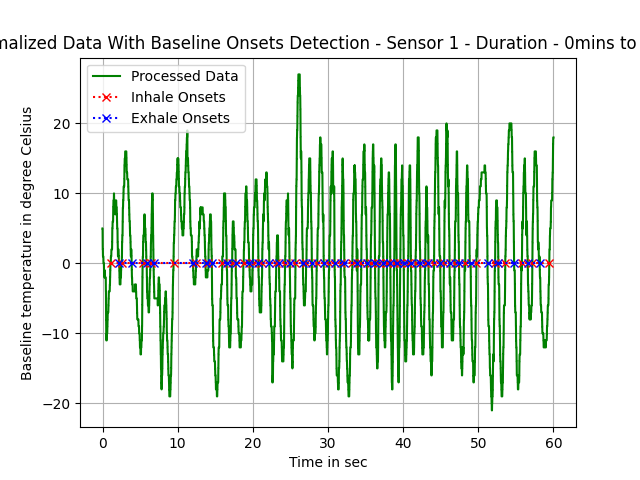 malized Data With Baseline Onsets Detection - Sensor 1 - Duration - 0mins to
Processed Data
Inhale Onsets
Exhale Onsets
Baseline temperature in degree Celsius
20
10
0
−10
−20
0 10 20 30 40 50 60
Time in sec